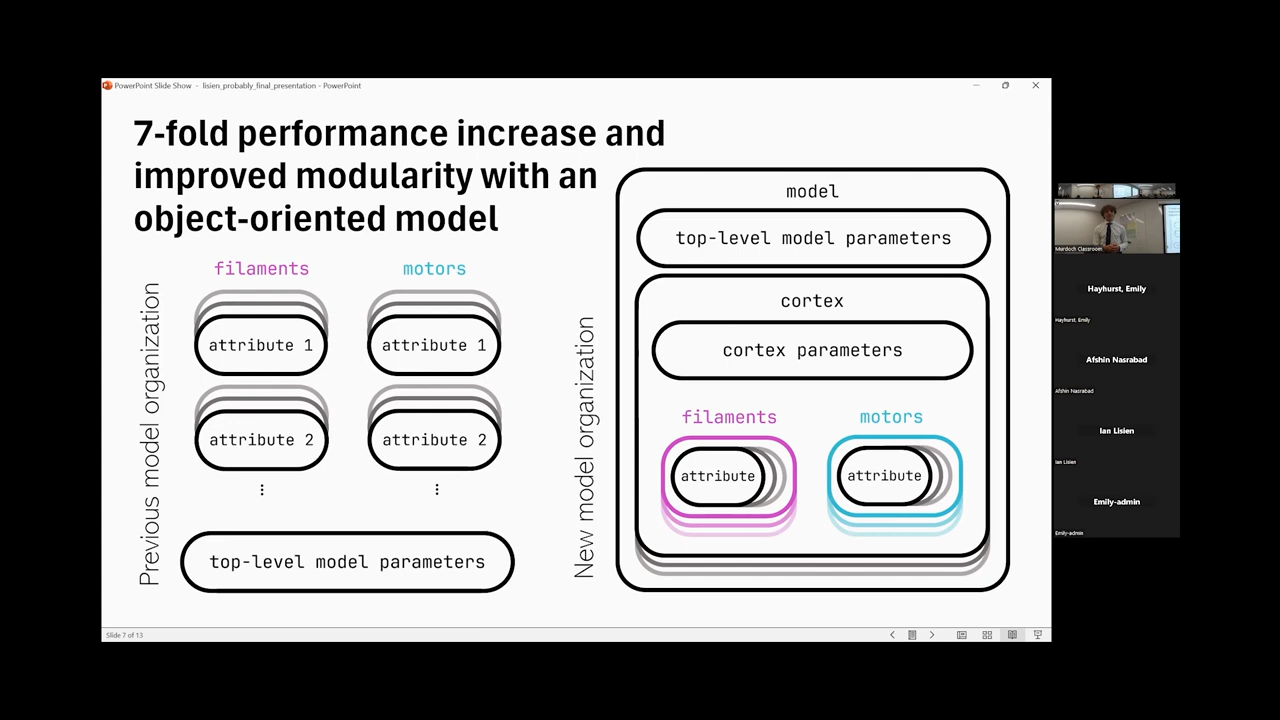 PowerPoint Slide Show - lisien_probably_final_presentation - PowerPoint
7-fold performance increase and
improved modularity with an
object-oriented model
Previous model organization
filaments
motors
attribute 1
attribute 1
attribute 2
attribute 2
top-level model parameters
New model organization
model
top-level model parameters
cortex
cortex parameters
filaments
motors
attribute
attribute
Slide 7 of 13
Murdoch Classroom
Hayhurst, Emily
Hayhurst, Emily
Afshin Nasrabad
Afshin Nasrabad
Ian Lisien
Ian Lisien
Emily-admin
Emily-admin